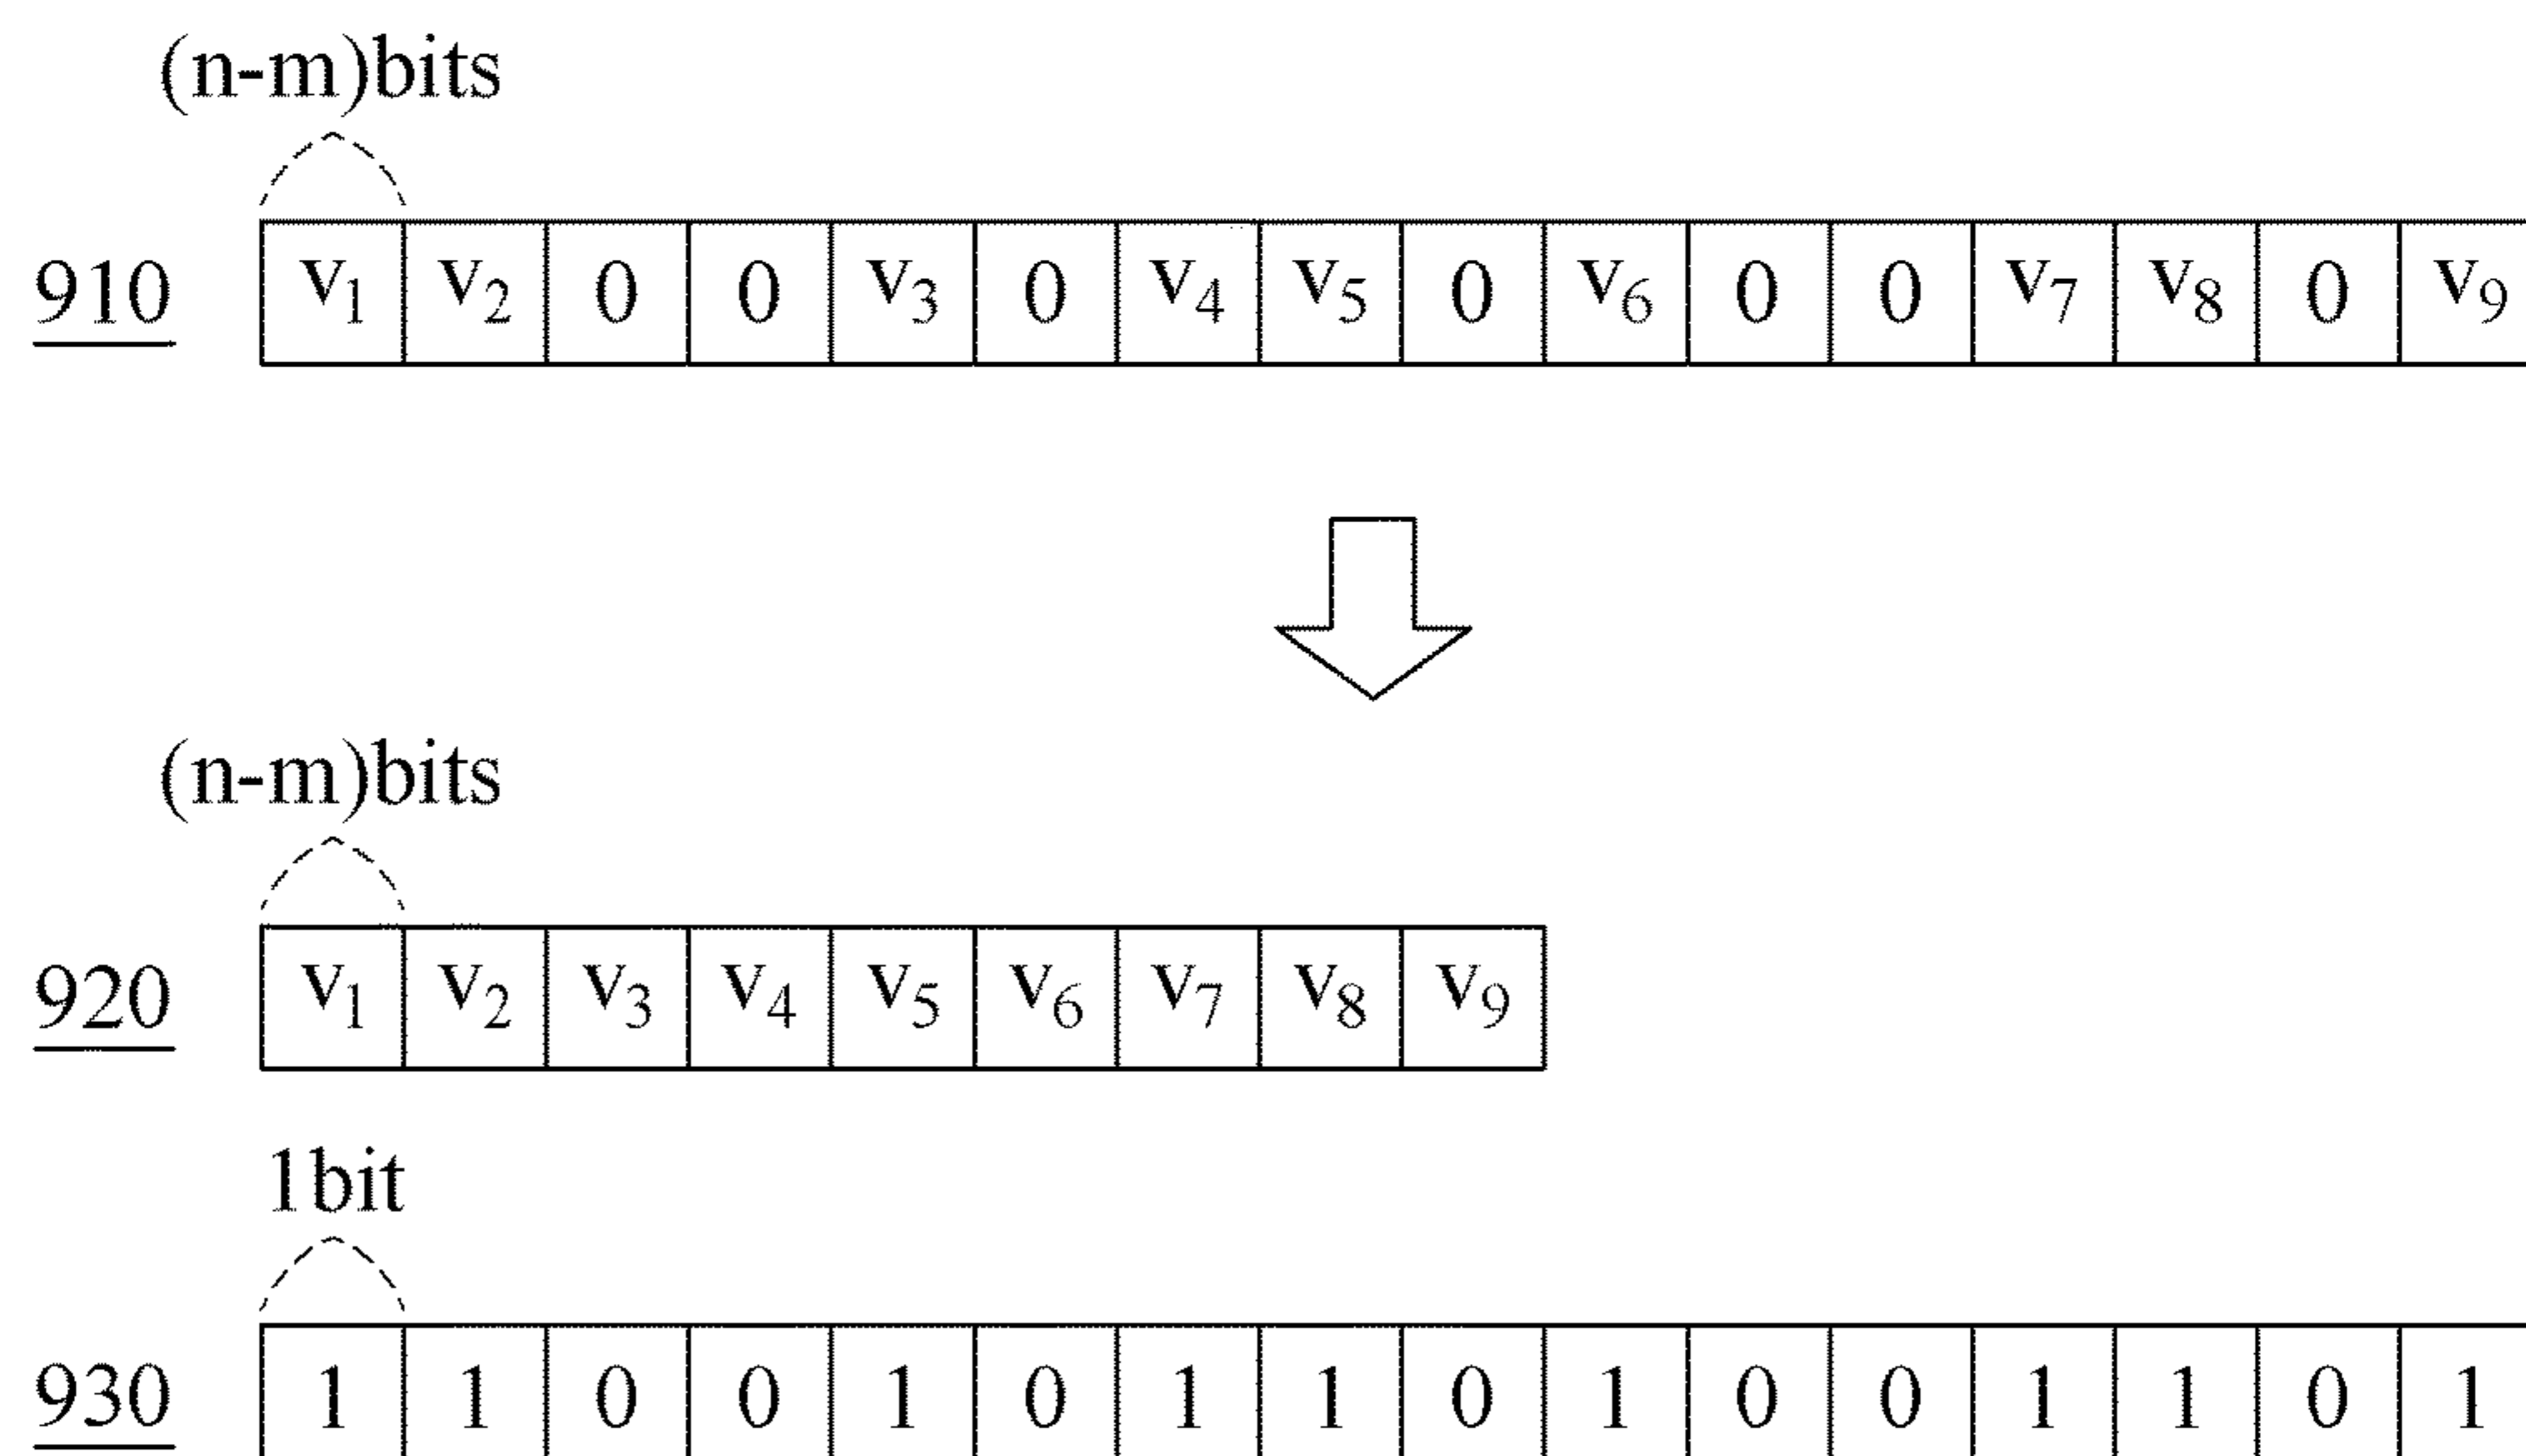 (n-m)bits
910 v₁ v₂ 0 0 v₃ 0 v₄ v₅ 0 v₆ 0 0 v₇ v₈ 0 v₉
(n-m)bits
920 v₁ v₂ v₃ v₄ v₅ v₆ v₇ v₈ v₉
1bit
930 1 1 0 0 1 0 1 1 0 1 0 0 1 1 0 1